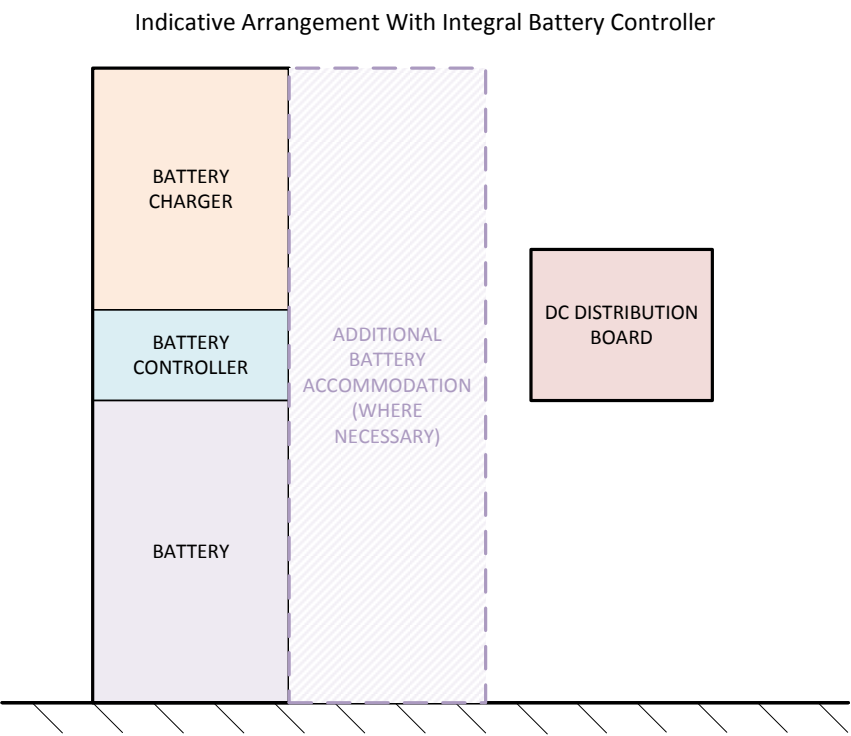 Indicative Arrangement With Integral Battery Controller
BATTERY
CHARGER
BATTERY
CONTROLLER
BATTERY
ADDITIONAL
BATTERY
ACCOMMODATION
(WHERE
NECESSARY)
DC DISTRIBUTION
BOARD